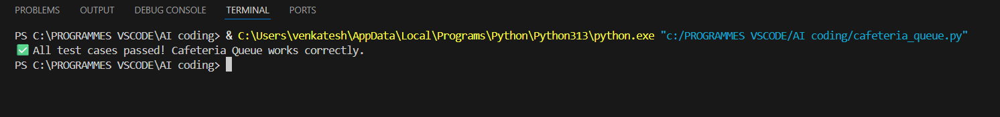 PROBLEMS OUTPUT DEBUG CONSOLE TERMINAL PORTS
PS C:\PROGRAMMES VSCODE\AI coding> & C:\Users\venkatesh\AppData\Local\Programs\Python\Python313\python.exe "c:/PROGRAMMES VSCODE/AI coding/cafeteria_queue.py"
✅ All test cases passed! Cafeteria Queue works correctly.
PS C:\PROGRAMMES VSCODE\AI coding>